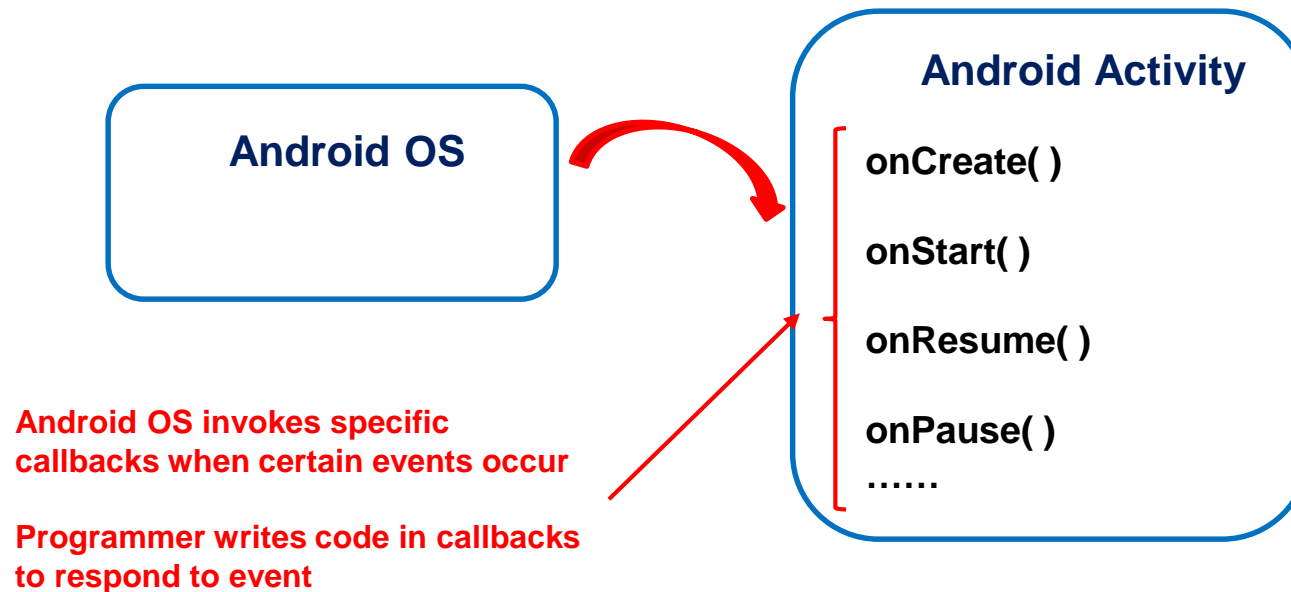 Android OS
Android Activity
onCreate( )
onStart( )
onResume( )
onPause( )
……
Android OS invokes specific
callbacks when certain events occur
Programmer writes code in callbacks
to respond to event